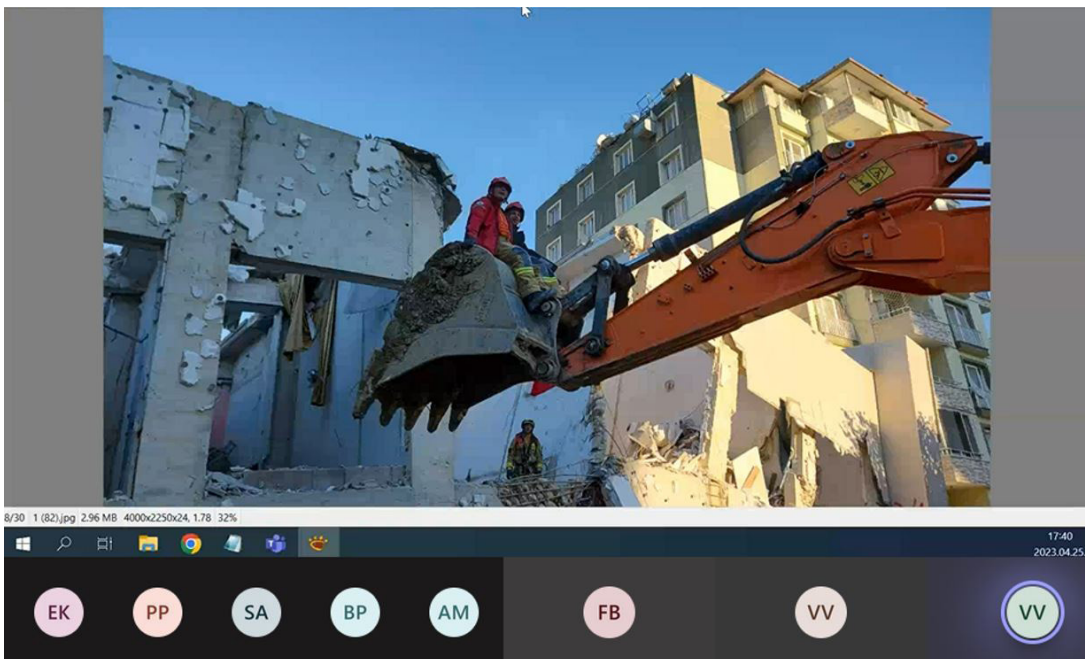 8/30 1 (82).jpg 2.96 MB 4000x2250x24, 1.78 32%
17:40
2023.04.25.
EK PP SA BP AM FB VV VV